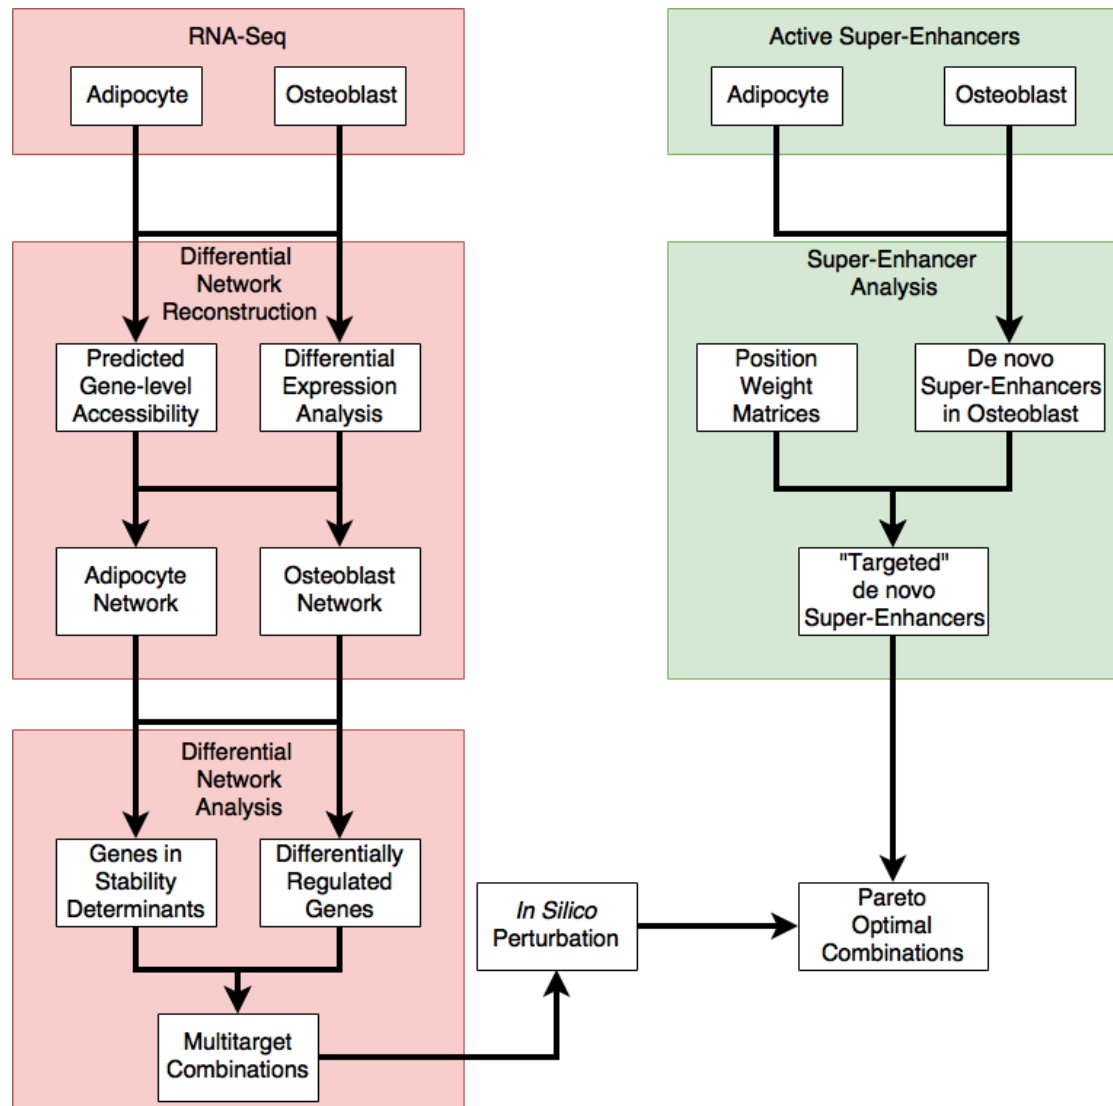 RNA-Seq
Adipocyte
Osteoblast
Differential
Network
Reconstruction
Predicted
Gene-level
Accessibility
Differential
Expression
Analysis
Adipocyte
Network
Osteoblast
Network
Differential
Network
Analysis
Genes in
Stability
Determinants
Differentially
Regulated
Genes
Multitarget
Combinations
In Silico
Perturbation
Active Super-Enhancers
Adipocyte
Osteoblast
Super-Enhancer
Analysis
Position
Weight
Matrices
De novo
Super-Enhancers
in Osteoblast
"Targeted"
de novo
Super-Enhancers
Pareto
Optimal
Combinations